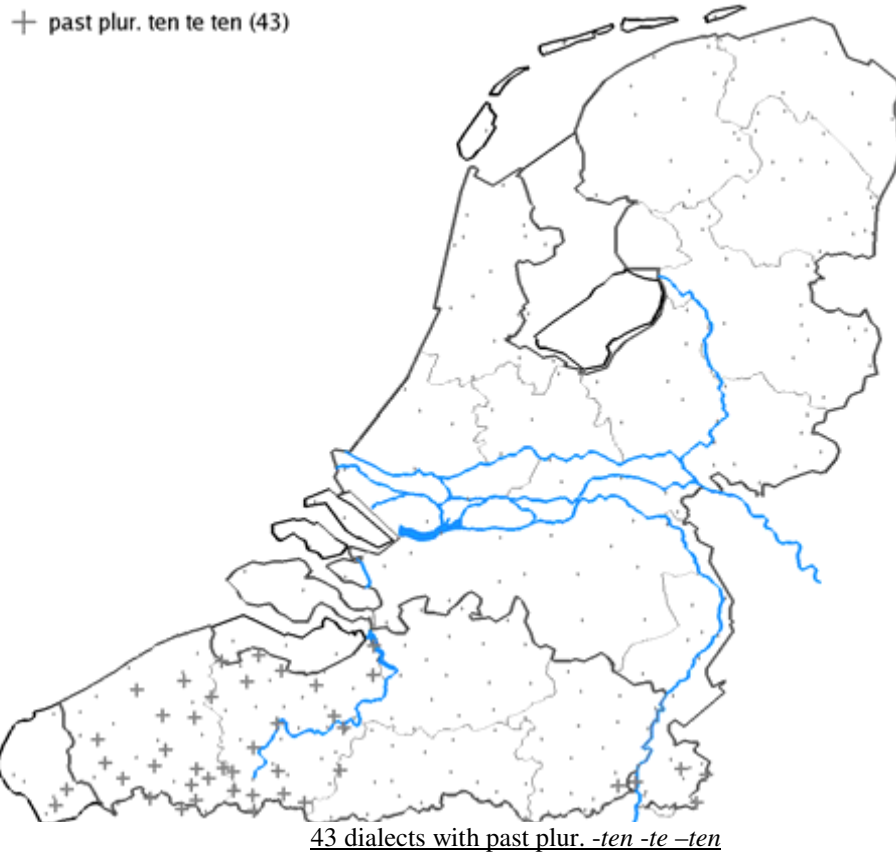 + past plur. ten te ten (43)
43 dialects with past plur. -ten -te –ten